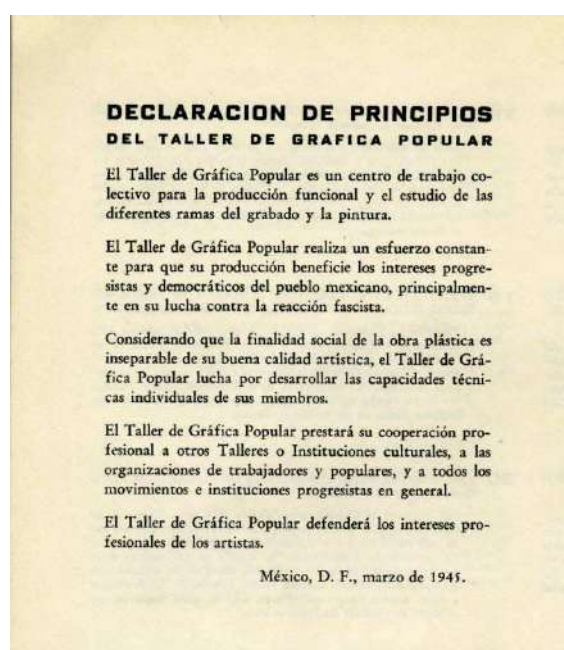 DECLARACION DE PRINCIPIOS
DEL TALLER DE GRAFICA POPULAR
El Taller de Gráfica Popular es un centro de trabajo co-
lectivo para la producción funcional y el estudio de las
diferentes ramas del grabado y la pintura.
El Taller de Gráfica Popular realiza un esfuerzo constan-
te para que su producción beneficie los intereses progre-
sistas y democráticos del pueblo mexicano, principalmen-
te en su lucha contra la reacción fascista.
Considerando que la finalidad social de la obra plástica es
inseparable de su buena calidad artística, el Taller de Grá-
fica Popular lucha por desarrollar las capacidades técni-
cas individuales de sus miembros.
El Taller de Gráfica Popular prestará su cooperación pro-
fesional a otros Talleres o Instituciones culturales, a las
organizaciones de trabajadores y populares, y a todos los
movimientos e instituciones progresistas en general.
El Taller de Gráfica Popular defenderá los intereses pro-
fesionales de los artistas.
México, D. F., marzo de 1945.